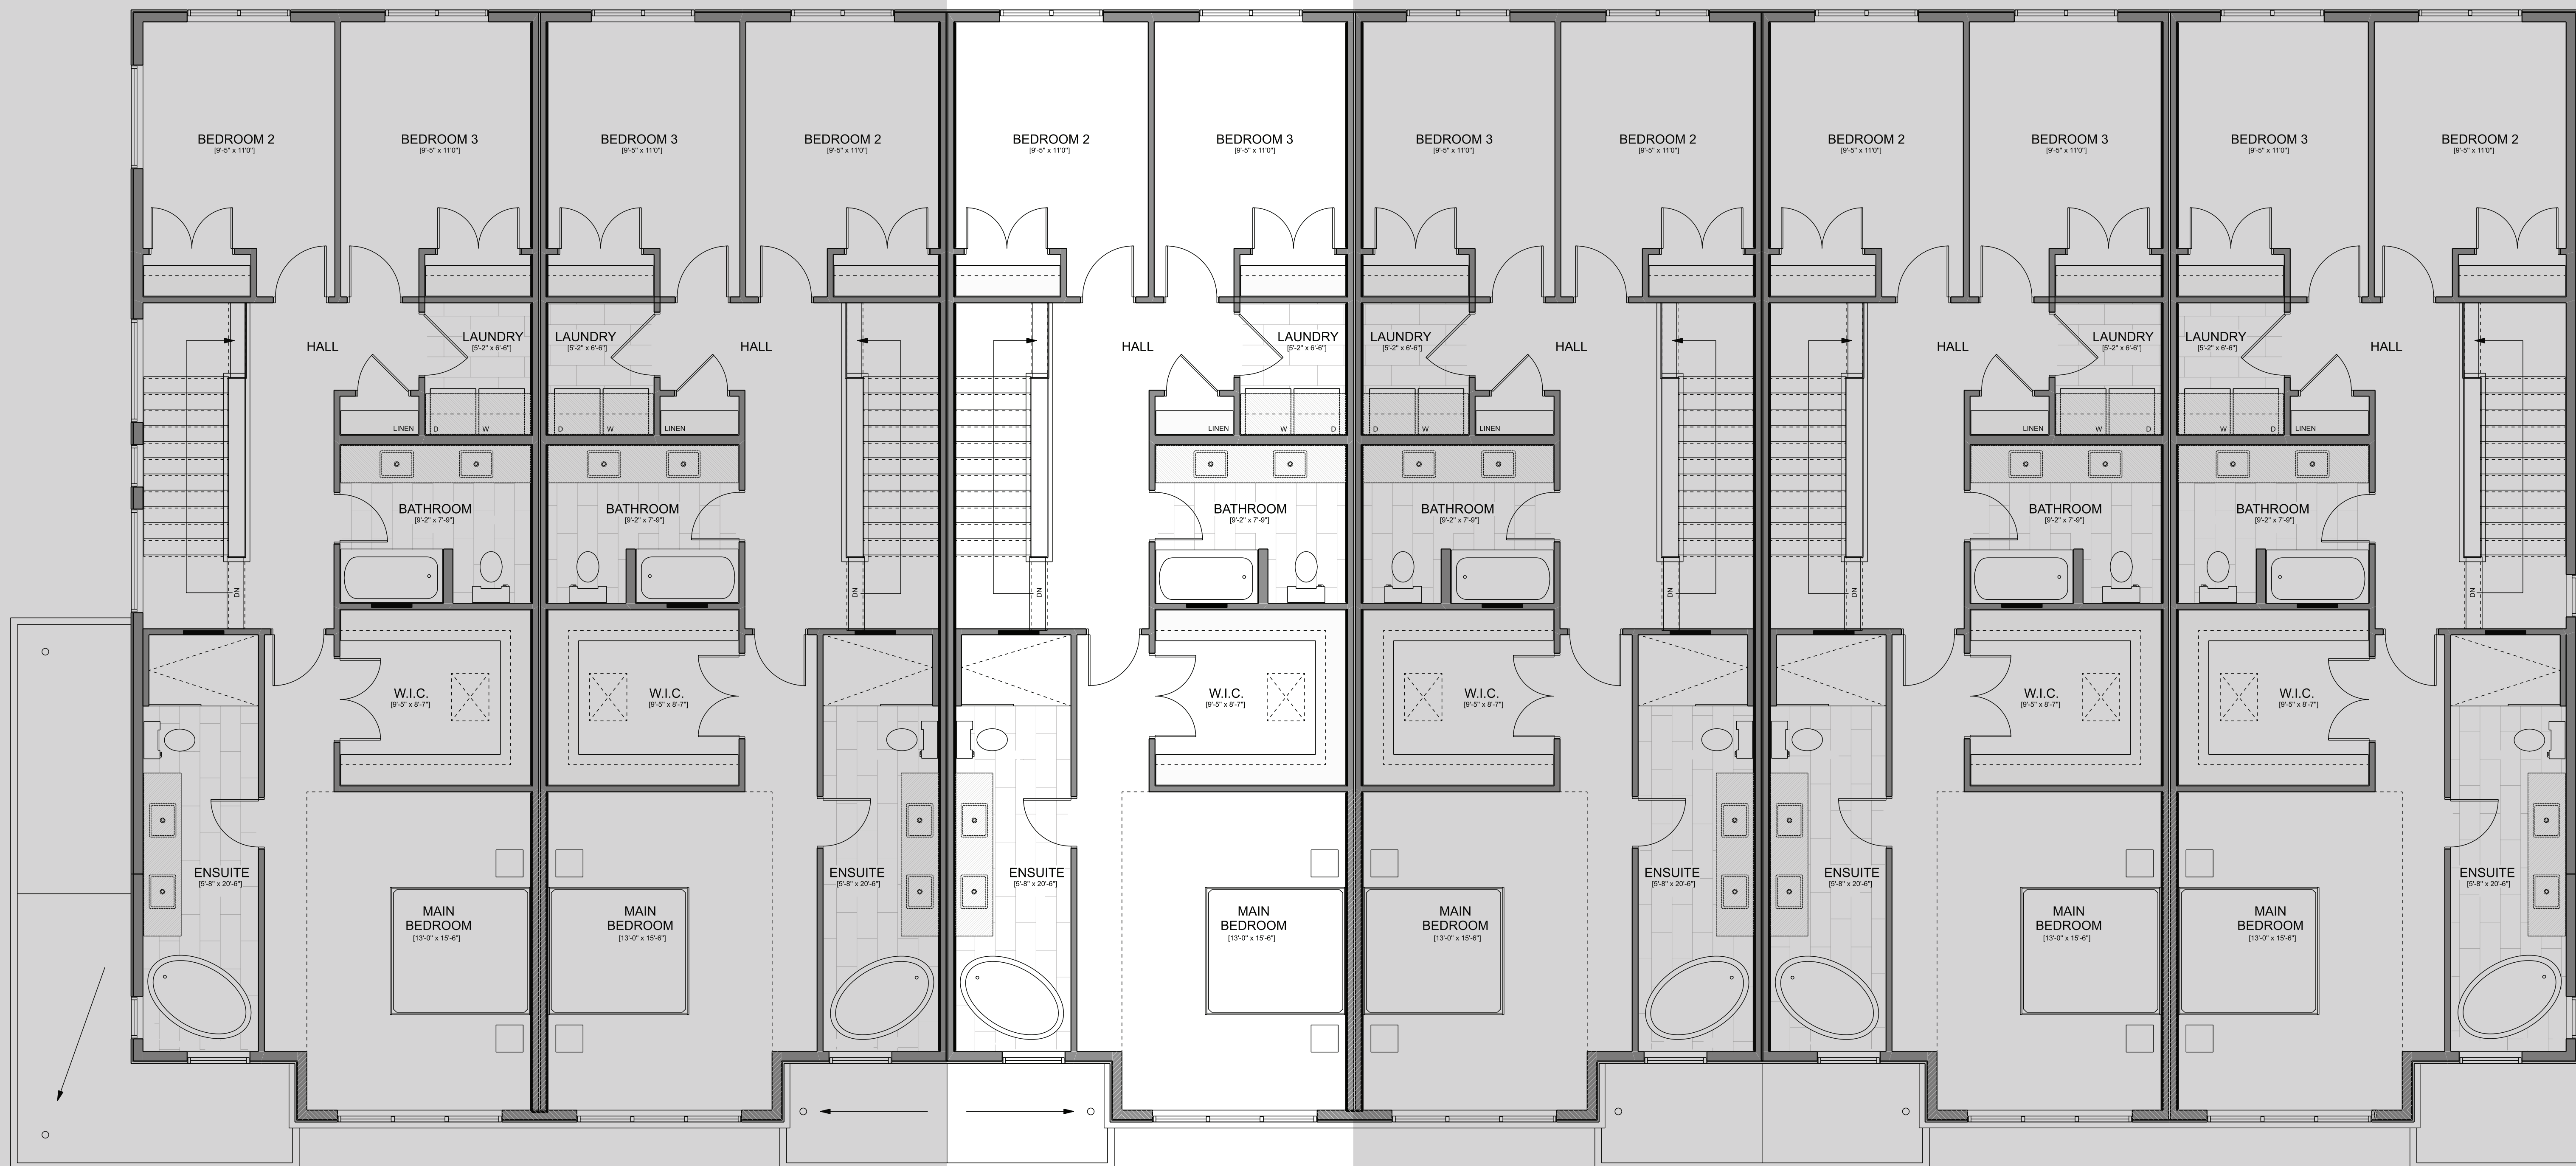 BEDROOM 2
[9'-5" x 11'0"]
BEDROOM 3
[9'-5" x 11'0"]
BEDROOM 3
[9'-5" x 11'0"]
BEDROOM 2
[9'-5" x 11'0"]
BEDROOM 2
[9'-5" x 11'0"]
BEDROOM 3
[9'-5" x 11'0"]
BEDROOM 3
[9'-5" x 11'0"]
BEDROOM 2
[9'-5" x 11'0"]
BEDROOM 2
[9'-5" x 11'0"]
BEDROOM 3
[9'-5" x 11'0"]
BEDROOM 3
[9'-5" x 11'0"]
BEDROOM 2
[9'-5" x 11'0"]
HALL
LAUNDRY
[5'-2" x 6'-6"]
LAUNDRY
[5'-2" x 6'-6"]
HALL
HALL
LAUNDRY
[5'-2" x 6'-6"]
LAUNDRY
[5'-2" x 6'-6"]
HALL
HALL
LAUNDRY
[5'-2" x 6'-6"]
LAUNDRY
[5'-2" x 6'-6"]
HALL
LINEN
D
W
D
W
LINEN
LINEN
W
D
D
W
LINEN
LINEN
W
D
W
D
LINEN
BATHROOM
[9'-2" x 7'-9"]
BATHROOM
[9'-2" x 7'-9"]
BATHROOM
[9'-2" x 7'-9"]
BATHROOM
[9'-2" x 7'-9"]
BATHROOM
[9'-2" x 7'-9"]
BATHROOM
[9'-2" x 7'-9"]
DN
DN
DN
DN
DN
DN
W.I.C.
[9'-5" x 8'-7"]
W.I.C.
[9'-5" x 8'-7"]
W.I.C.
[9'-5" x 8'-7"]
W.I.C.
[9'-5" x 8'-7"]
W.I.C.
[9'-5" x 8'-7"]
W.I.C.
[9'-5" x 8'-7"]
ENSUITE
[5'-8" x 20'-6"]
ENSUITE
[5'-8" x 20'-6"]
ENSUITE
[5'-8" x 20'-6"]
ENSUITE
[5'-8" x 20'-6"]
ENSUITE
[5'-8" x 20'-6"]
ENSUITE
[5'-8" x 20'-6"]
MAIN
BEDROOM
[13'-0" x 15'-6"]
MAIN
BEDROOM
[13'-0" x 15'-6"]
MAIN
BEDROOM
[13'-0" x 15'-6"]
MAIN
BEDROOM
[13'-0" x 15'-6"]
MAIN
BEDROOM
[13'-0" x 15'-6"]
MAIN
BEDROOM
[13'-0" x 15'-6"]